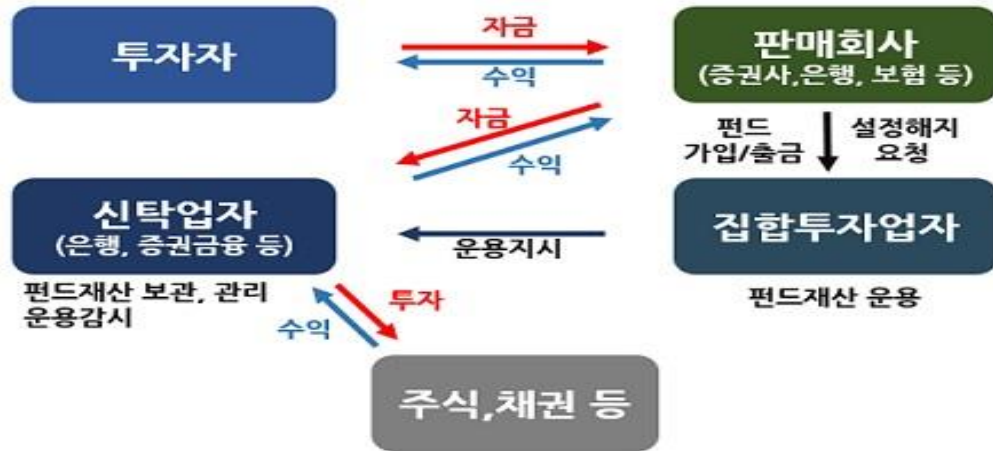 투자자
자금
수익
판매회사
(증권사,은행, 보험 등)
자금
수익
펀드
가입/출금
설정해지
요청
신탁업자
(은행, 증권금융 등)
운용지시
집합투자업자
펀드재산 보관, 관리
운용감시
투자
수익
펀드재산 운용
주식,채권 등